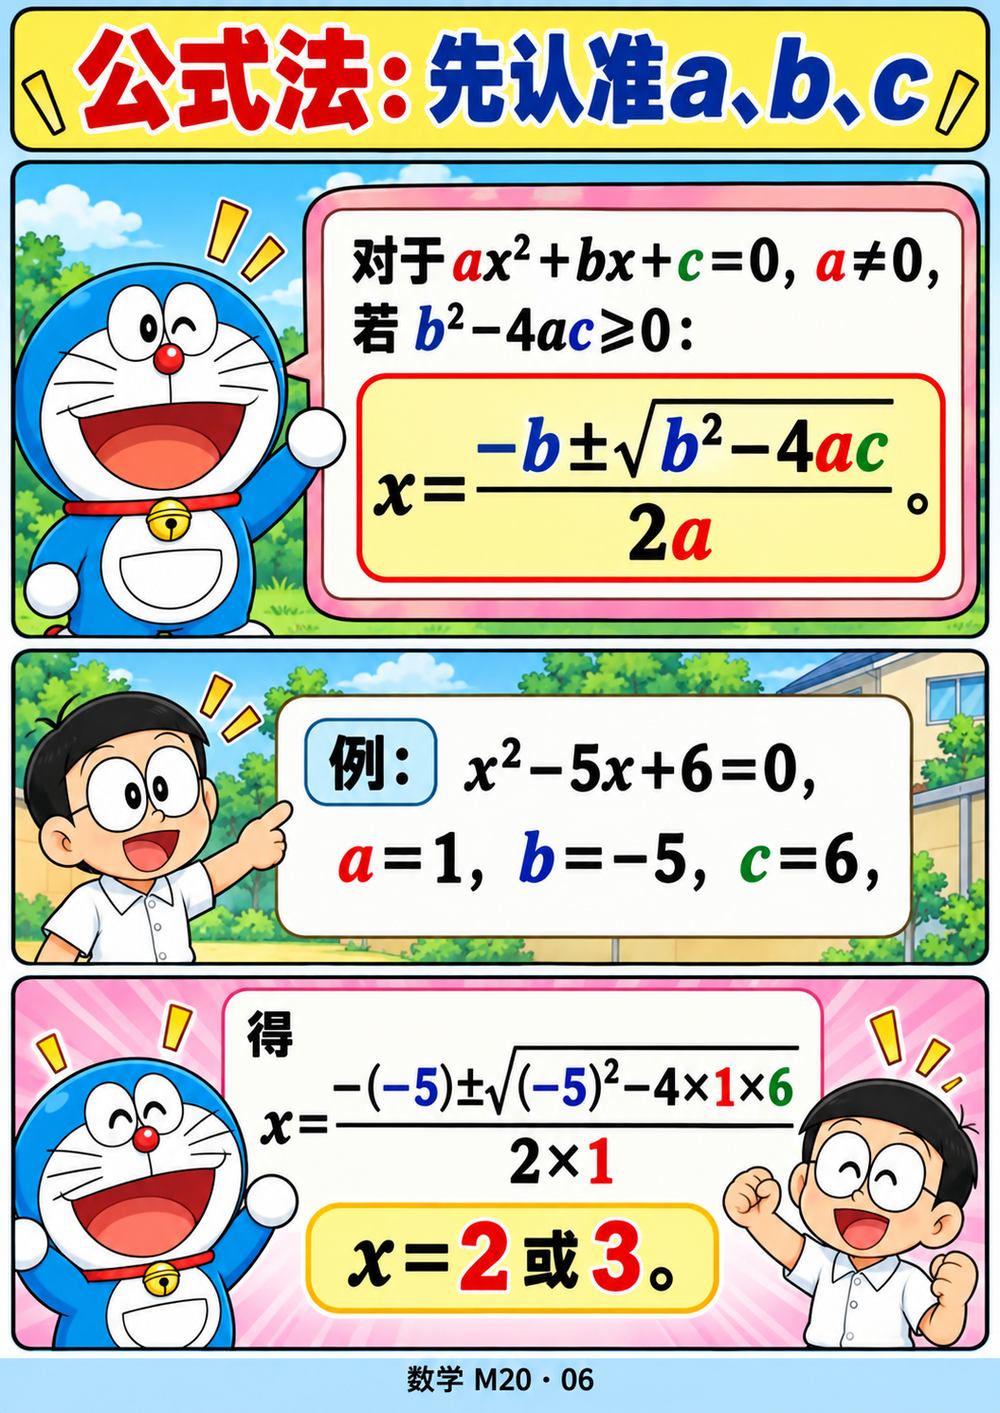 公式法：先认准a、b、c
对于ax²+bx+c=0, a≠0,
若 b²−4ac⩾0：
x=(−b±√(b²−4ac))/(2a)。
例： x²−5x+6=0,
a=1, b=−5, c=6,
得
x=(−(−5)±√((−5)²−4×1×6))/(2×1)
x=2或3。
数学 M20・06